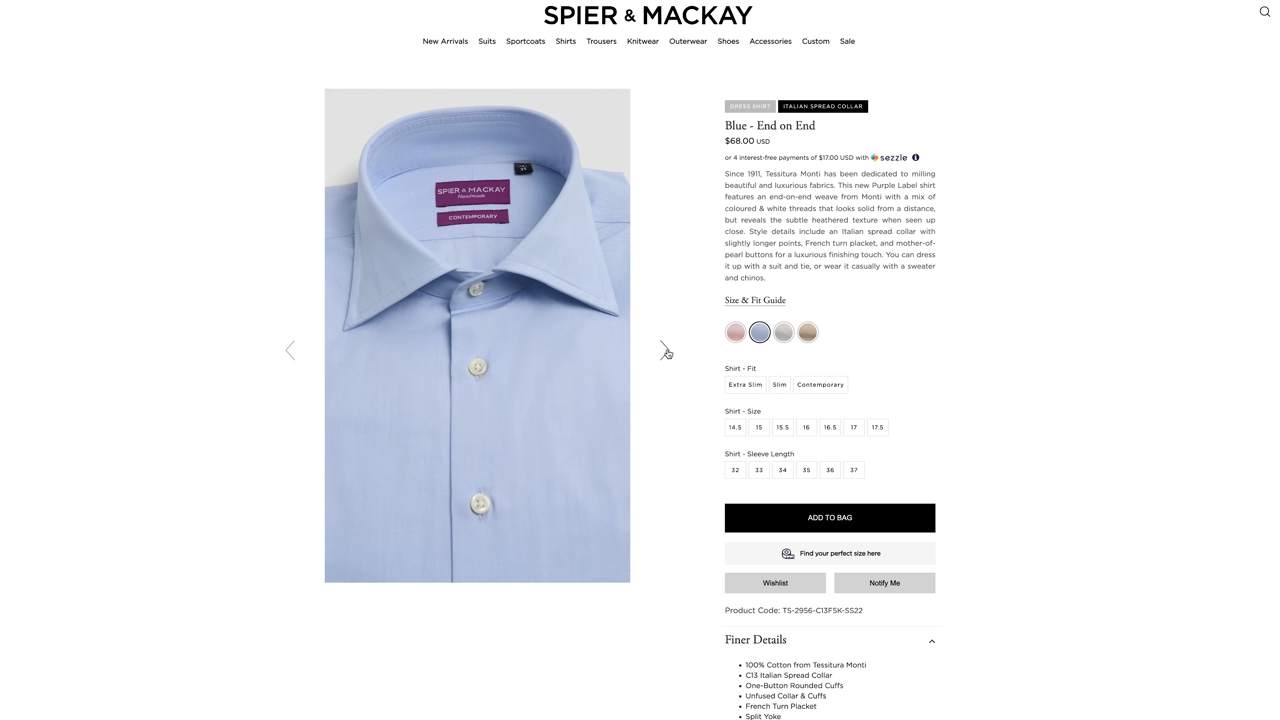 SPIER & MACKAY
New Arrivals Suits Sportcoats Shirts Trousers Knitwear Outerwear Shoes Accessories Custom Sale
SPIER & MACKAY
Handmade
CONTEMPORARY
DRESS SHIRT ITALIAN SPREAD COLLAR
Blue - End on End
$68.00 USD
or 4 interest-free payments of $17.00 USD with sezzle
Since 1911, Tessitura Monti has been dedicated to milling
beautiful and luxurious fabrics. This new Purple Label shirt
features an end-on-end weave from Monti with a mix of
coloured & white threads that looks solid from a distance,
but reveals the subtle heathered texture when seen up
close. Style details include an Italian spread collar with
slightly longer points, French turn placket, and mother-of-
pearl buttons for a luxurious finishing touch. You can dress
it up with a suit and tie, or wear it casually with a sweater
and chinos.
Size & Fit Guide
Shirt - Fit
Extra Slim Slim Contemporary
Shirt - Size
14.5 15 15.5 16 16.5 17 17.5
Shirt - Sleeve Length
32 33 34 35 36 37
ADD TO BAG
Find your perfect size here
Wishlist Notify Me
Product Code: TS-2956-C13F5K-SS22
Finer Details
• 100% Cotton from Tessitura Monti
• C13 Italian Spread Collar
• One-Button Rounded Cuffs
• Unfused Collar & Cuffs
• French Turn Placket
• Split Yoke